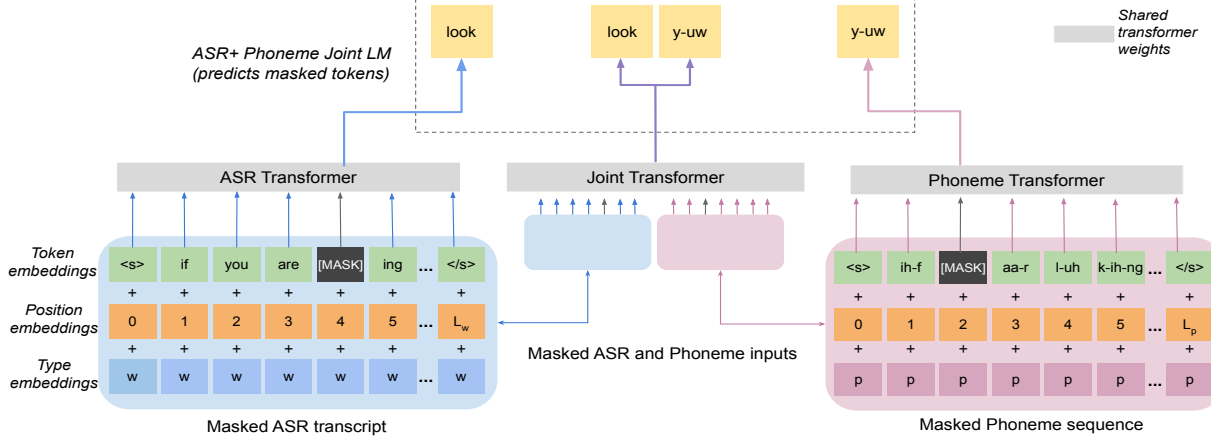 look
look y-uw
y-uw
Shared
transformer
weights
ASR+ Phoneme Joint LM
(predicts masked tokens)
ASR Transformer
Joint Transformer
Phoneme Transformer
Token
embeddings
<s> if you are [MASK] ing ... </s>
<s> ih-f [MASK] aa-r l-uh k-ih-ng ... </s>
+ + + + + + +
+ + + + + + +
Position
embeddings
0 1 2 3 4 5 ... Lw
0 1 2 3 4 5 ... Lp
+ + + + + + +
+ + + + + + +
Type
embeddings
w w w w w w ... w
p p p p p p ... p
Masked ASR and Phoneme inputs
Masked ASR transcript
Masked Phoneme sequence